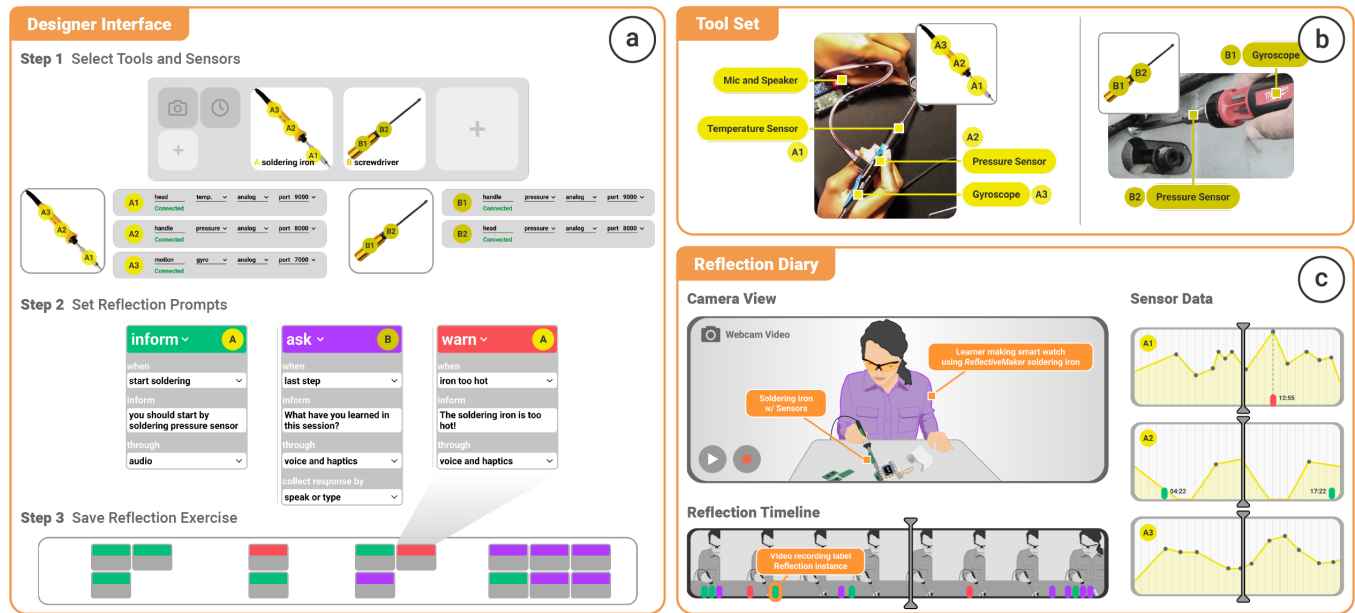 Designer Interface
a
Step 1 Select Tools and Sensors
A3
A2
A1
A soldering iron
B2
B1
B screwdriver
A3
A2
A1
A1 head temp. analog port 9000
Connected
A2 handle pressure analog port 8000
Connected
A3 motion gyro analog port 7000
Connected
B2
B1
B1 handle pressure analog port 9000
Connected
B2 head pressure analog port 8000
Connected
Step 2 Set Reflection Prompts
inform A
when
start soldering
inform
you should start by
soldering pressure sensor
through
audio
ask B
when
last step
inform
What have you learned in
this session?
through
voice and haptics
collect response by
speak or type
warn A
when
iron too hot
inform
The soldering iron is too
hot!
through
voice and haptics
Step 3 Save Reflection Exercise
Tool Set
b
Mic and Speaker
Temperature Sensor
A1
A3
A2
A1
A2
Pressure Sensor
Gyroscope A3
B2
B1
B1 Gyroscope
B2 Pressure Sensor
Reflection Diary
c
Camera View
Webcam Video
Learner making smart watch
using ReflectiveMaker soldering iron
Soldering Iron
w/ Sensors
Reflection Timeline
Video recording label
Reflection instance
Sensor Data
A1
12:55
A2
04:22
17:22
A3